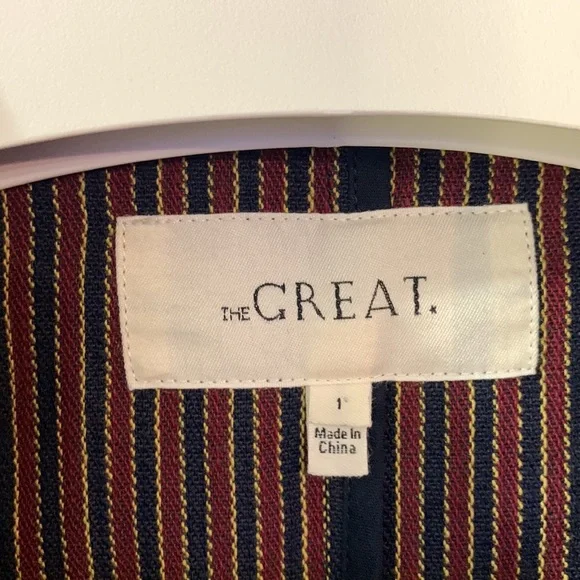 THE GREAT.
1
Made In
China